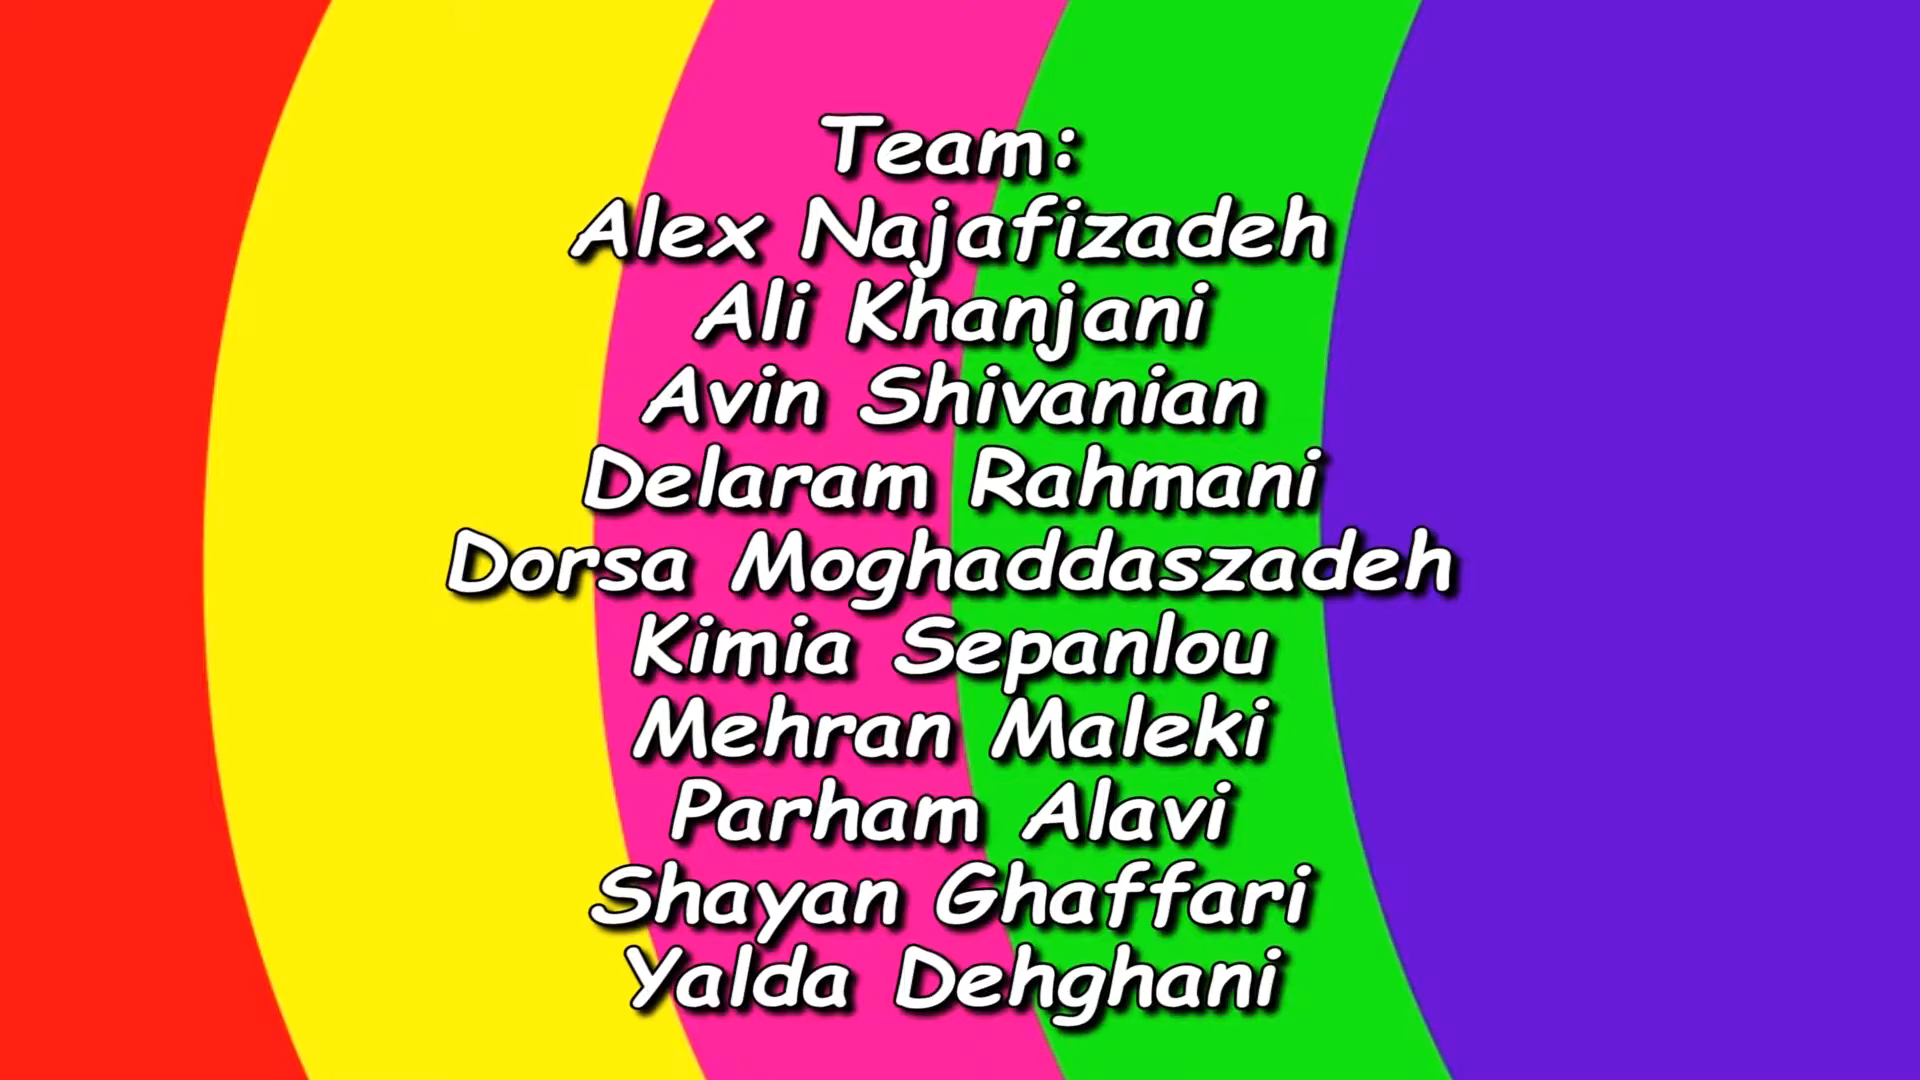 Team:
Alex Najafizadeh
Ali Khanjani
Avin Shivanian
Delaram Rahmani
Dorsa Moghaddaszadeh
Kimia Sepanlou
Mehran Maleki
Parham Alavi
Shayan Ghaffari
Yalda Dehghani